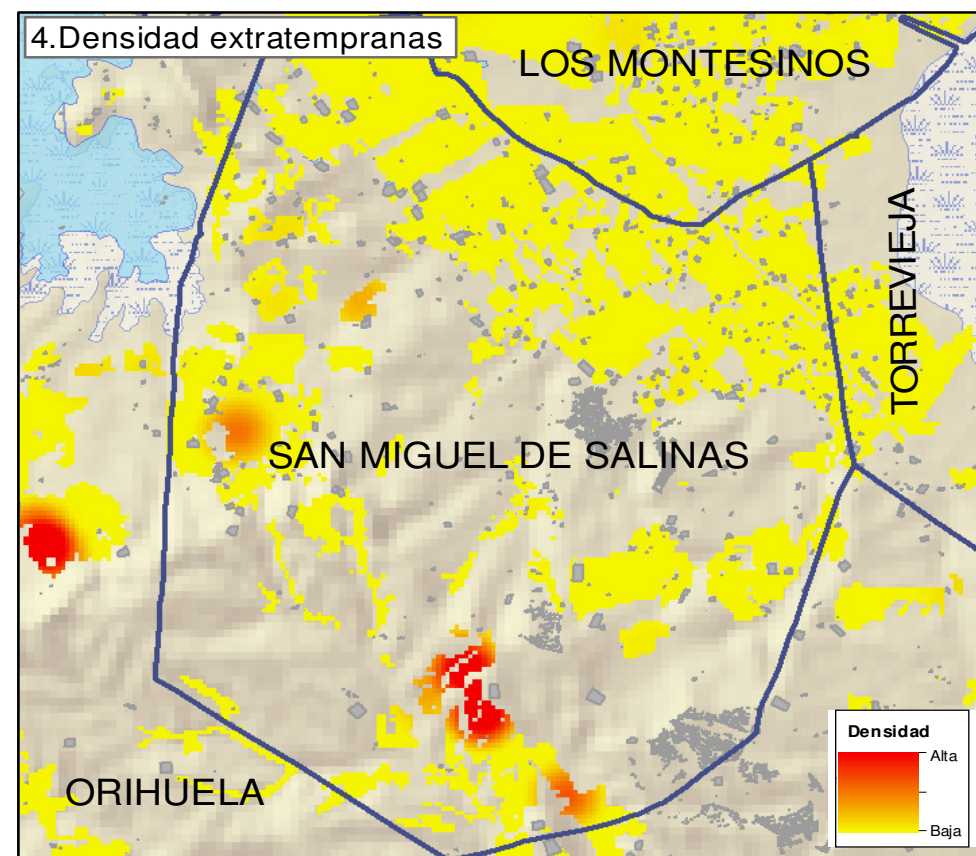 4.Densidad extratempranas
LOS MONTESINOS
TORREVIEJA
SAN MIGUEL DE SALINAS
ORIHUELA
Densidad
Alta
Baja